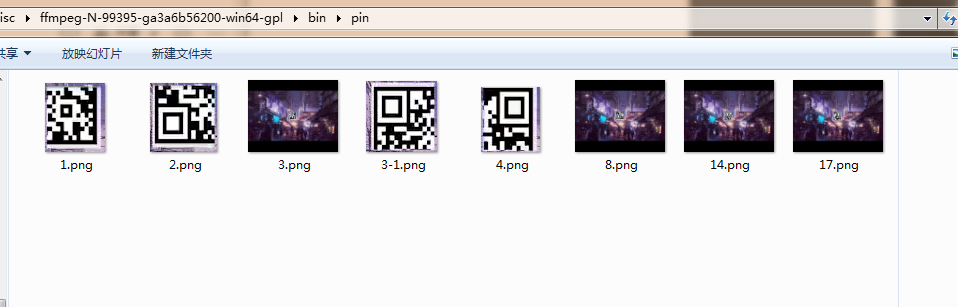 isc ▸ ffmpeg-N-99395-ga3a6b56200-win64-gpl ▸ bin ▸ pin
共享 放映幻灯片 新建文件夹
1.png 2.png 3.png 3-1.png 4.png 8.png 14.png 17.png